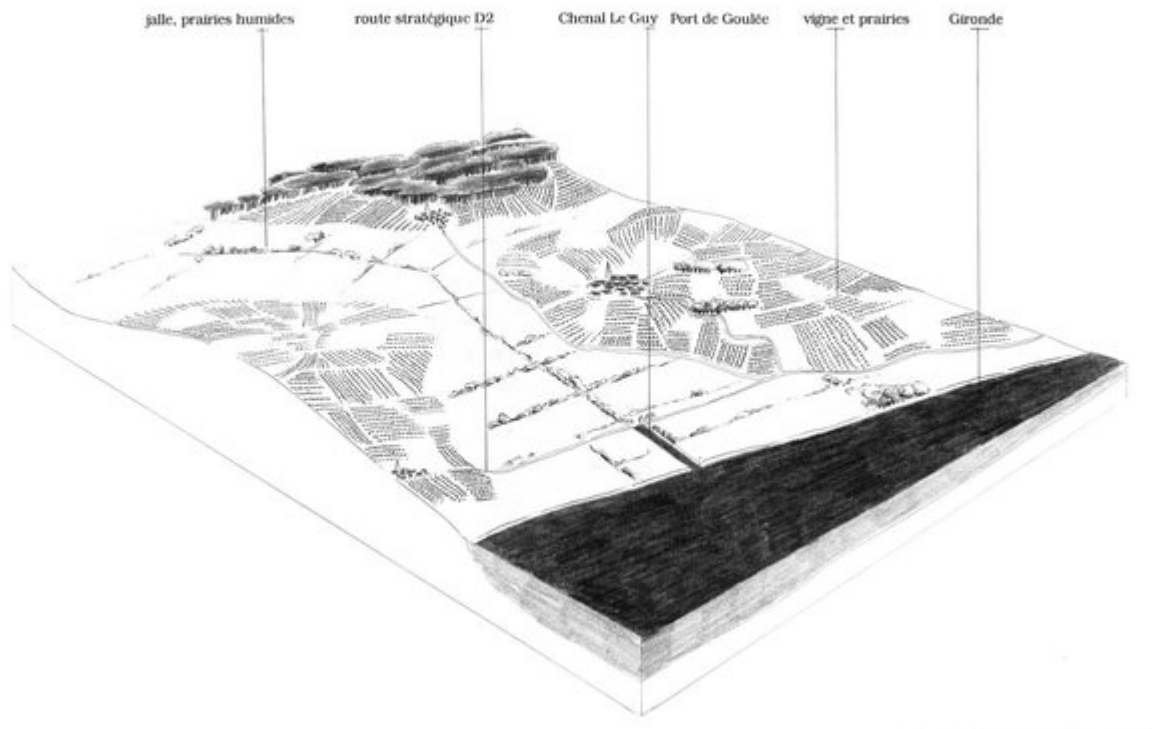 jalle, prairies humides
route stratégique D2
Chenal Le Guy
Port de Goulée
vigne et prairies
Gironde